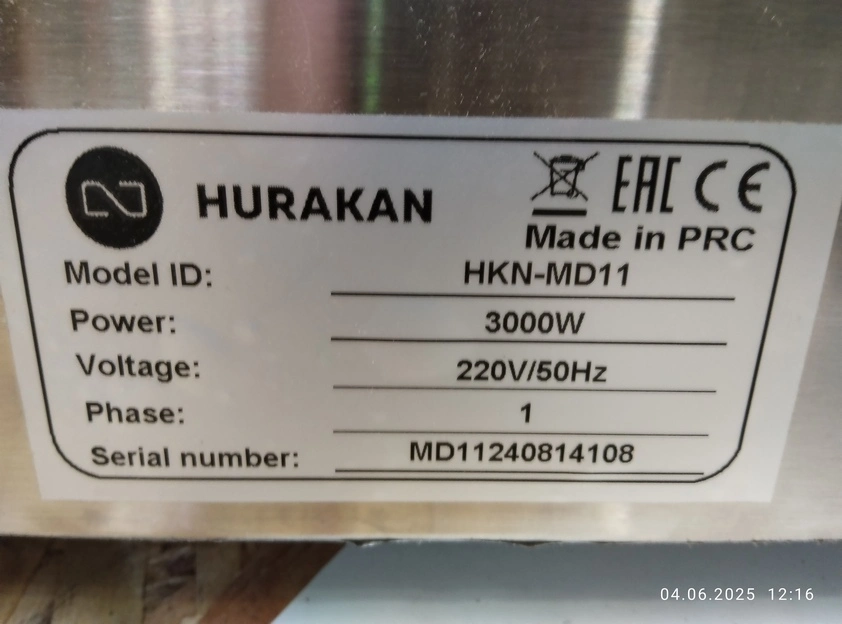 HURAKAN
EAC CE
Made in PRC
Model ID: HKN-MD11
Power: 3000W
Voltage: 220V/50Hz
Phase: 1
Serial number: MD11240814108
04.06.2025 12:16